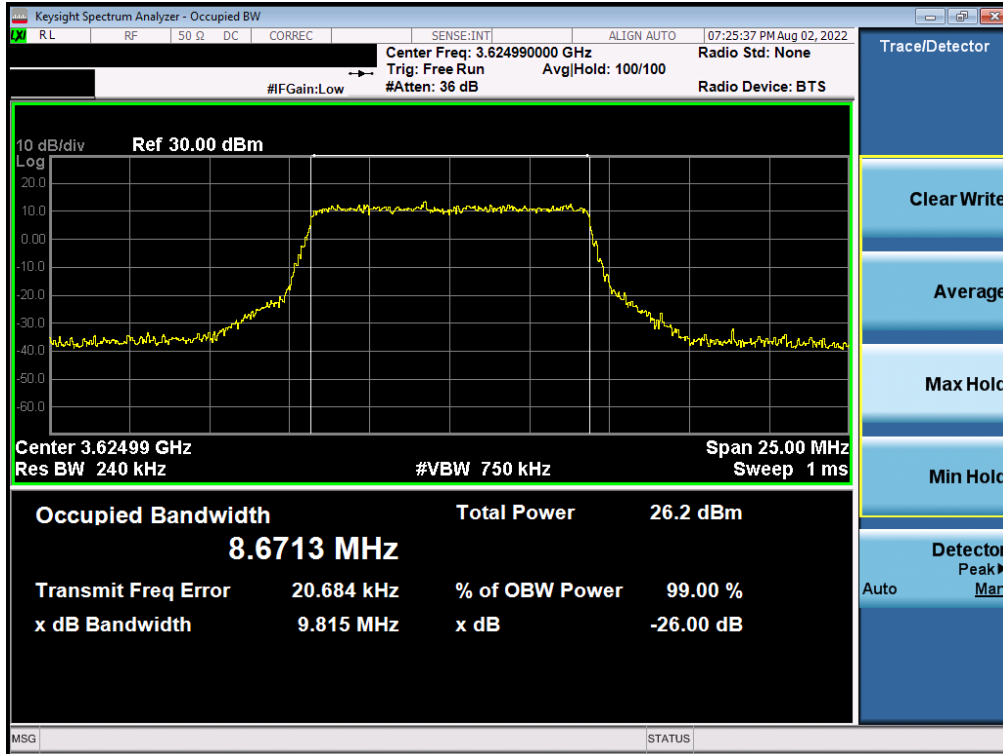 Keysight Spectrum Analyzer - Occupied BW
LXI RL RF 50 Ω DC CORREC SENSE:INT ALIGN AUTO 07:25:37 PM Aug 02, 2022
Center Freq: 3.624990000 GHz Radio Std: None
Trig: Free Run Avg|Hold: 100/100
#IFGain:Low #Atten: 36 dB Radio Device: BTS
10 dB/div Ref 30.00 dBm
Log
20.0
10.0
0.00
-10.0
-20.0
-30.0
-40.0
-50.0
-60.0
Center 3.62499 GHz Span 25.00 MHz
Res BW 240 kHz #VBW 750 kHz Sweep 1 ms
Occupied Bandwidth Total Power 26.2 dBm
8.6713 MHz
Transmit Freq Error 20.684 kHz % of OBW Power 99.00 %
x dB Bandwidth 9.815 MHz x dB -26.00 dB
MSG STATUS
Trace/Detector
Clear Write
Average
Max Hold
Min Hold
Detector
Peak▶
Auto Man